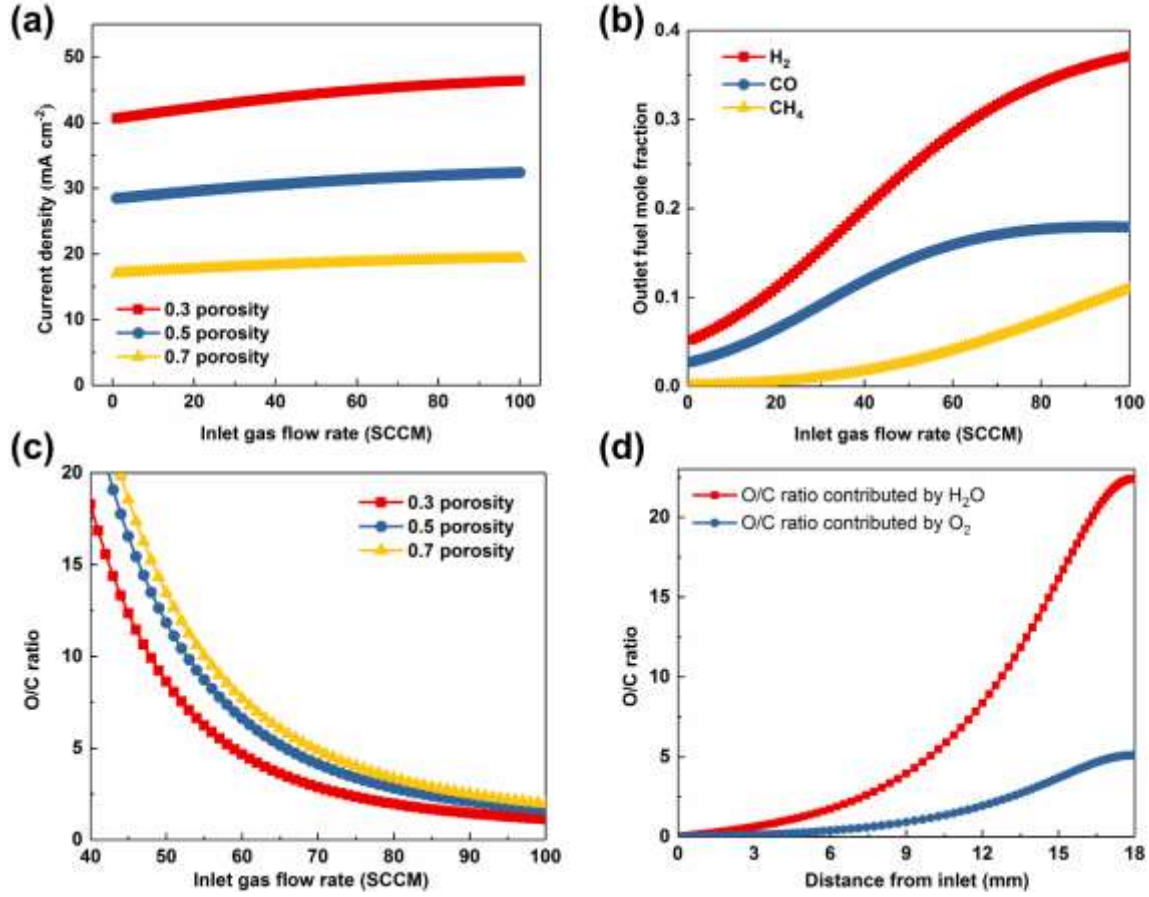 (a)
50
40
30
20
10
0
Current density (mA cm⁻²)
0.3 porosity
0.5 porosity
0.7 porosity
0 20 40 60 80 100
Inlet gas flow rate (SCCM)
(b)
0.4
0.3
0.2
0.1
0.0
Outlet fuel mole fraction
H₂
CO
CH₄
0 20 40 60 80 100
Inlet gas flow rate (SCCM)
(c)
20
15
10
5
0
O/C ratio
0.3 porosity
0.5 porosity
0.7 porosity
40 50 60 70 80 90 100
Inlet gas flow rate (SCCM)
(d)
20
15
10
5
0
O/C ratio
O/C ratio contributed by H₂O
O/C ratio contributed by O₂
0 3 6 9 12 15 18
Distance from inlet (mm)